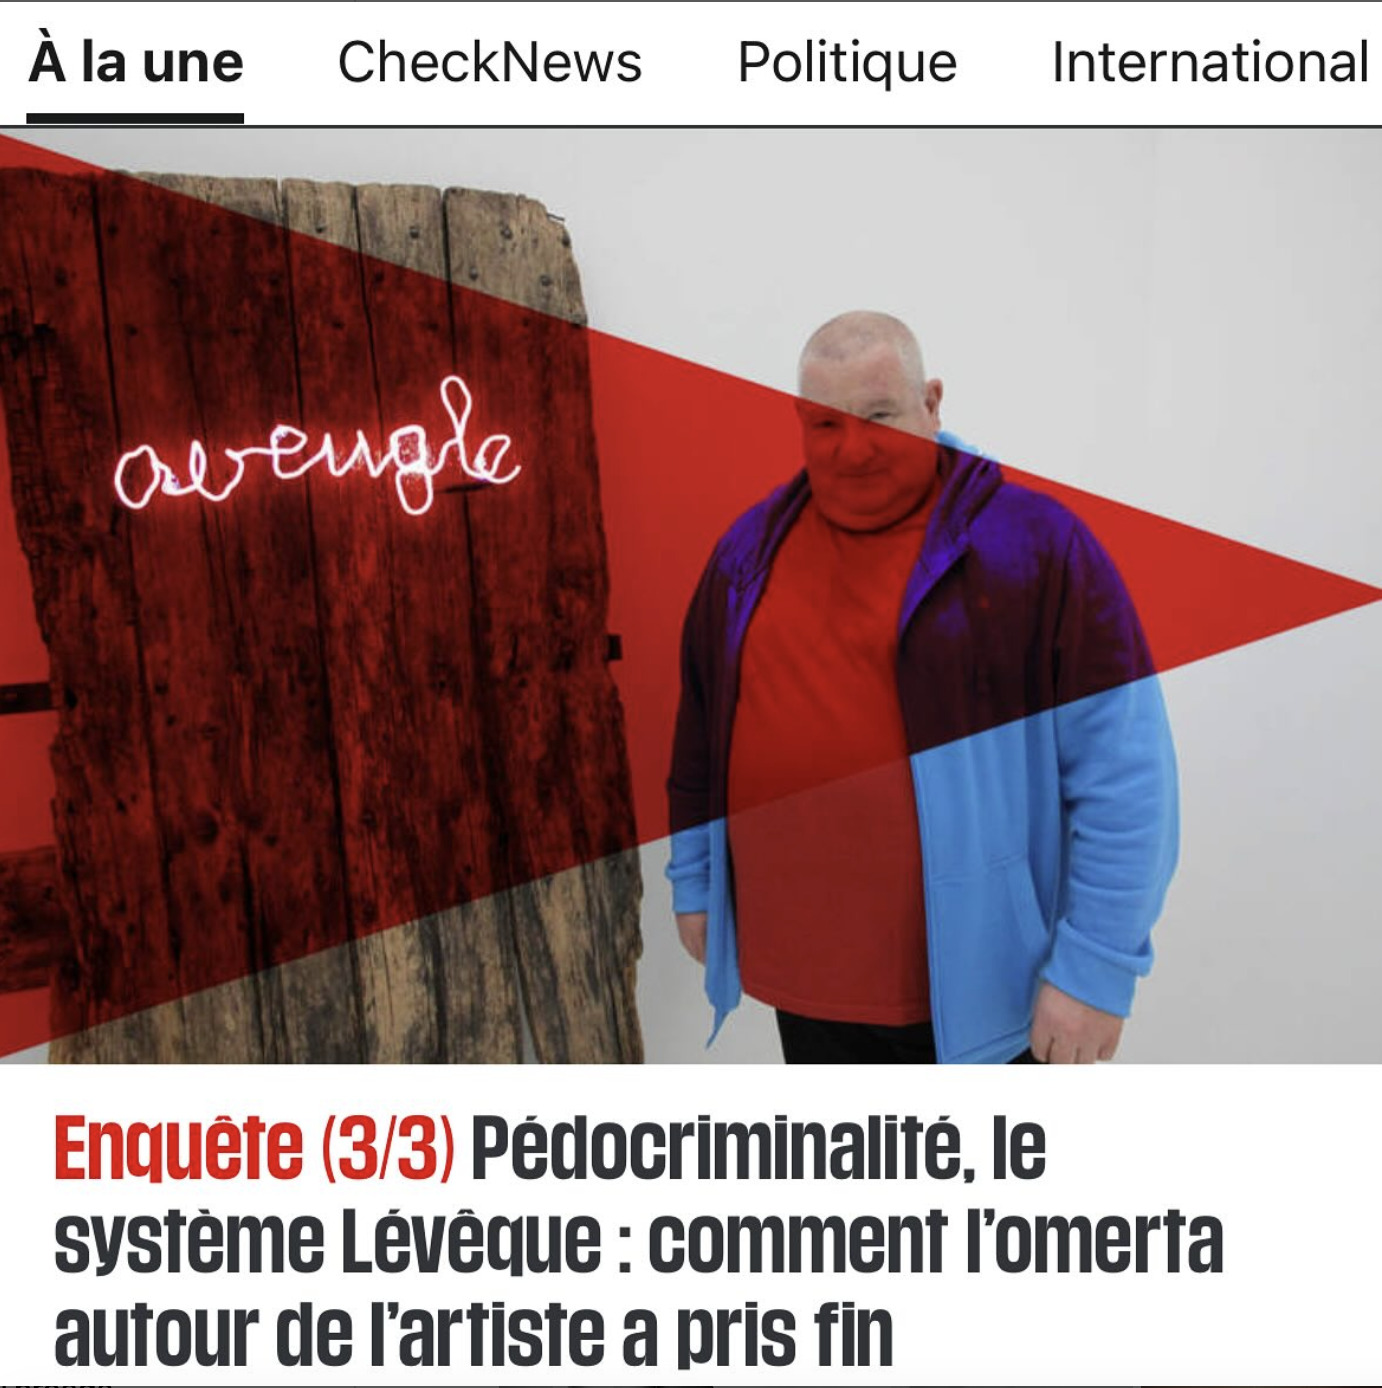 À la une CheckNews Politique International
aveugle
Enquête (3/3) Pédocriminalité, le
système Lévêque : comment l'omerta
autour de l'artiste a pris fin